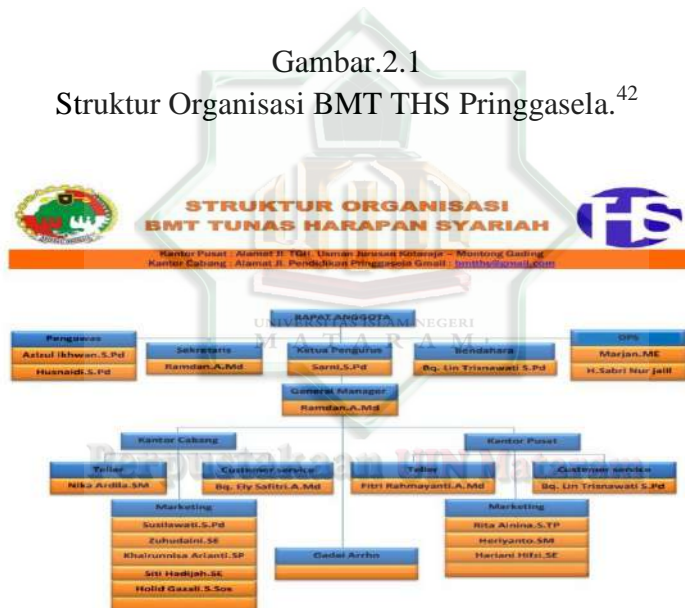 Gambar.2.1
Struktur Organisasi BMT THS Pringgasela.42
STRUKTUR ORGANISASI
BMT TUNAS HARAPAN SYARIAH
THS
Kantor Pusat : Alamat Jl. TGH. Usman Jurusan Kotaraja – Montong Gading
Kantor Cabang : Alamat Jl. Pendidikan Pringgasela Gmail : bmtths@gmail.com
RAPAT ANGGOTA
UNIVERSITAS ISLAM NEGERI
MATARAM
Pengawas
Azizul Ikhwan.S.Pd
Husnaidi.S.Pd
Sekretaris
Ramdan.A.Md
Ketua Pengurus
Sarni.S.Pd
Bendahara
Bq. Lin Trisnawati S.Pd
DPS
Marjan.ME
H.Sabri Nur jalil
General Manager
Ramdan.A.Md
Kantor Cabang
Kantor Pusat
Perpustakaan UIN Mataram
Teller
Nika Ardila.SM
Customer service
Bq. Ely Safitri.A.Md
Teller
Fitri Rahmayanti.A.Md
Customer service
Bq. Lin Trisnawati S.Pd
Marketing
Susilawati.S.Pd
Zuhudaini.SE
Khairunnisa Arianti.SP
Siti Hadijah.SE
Holid Gazali.S.Sos
Gadai Arrhn
Marketing
Rita Ainina.S.TP
Heriyanto.SM
Hariani Hifzi.SE